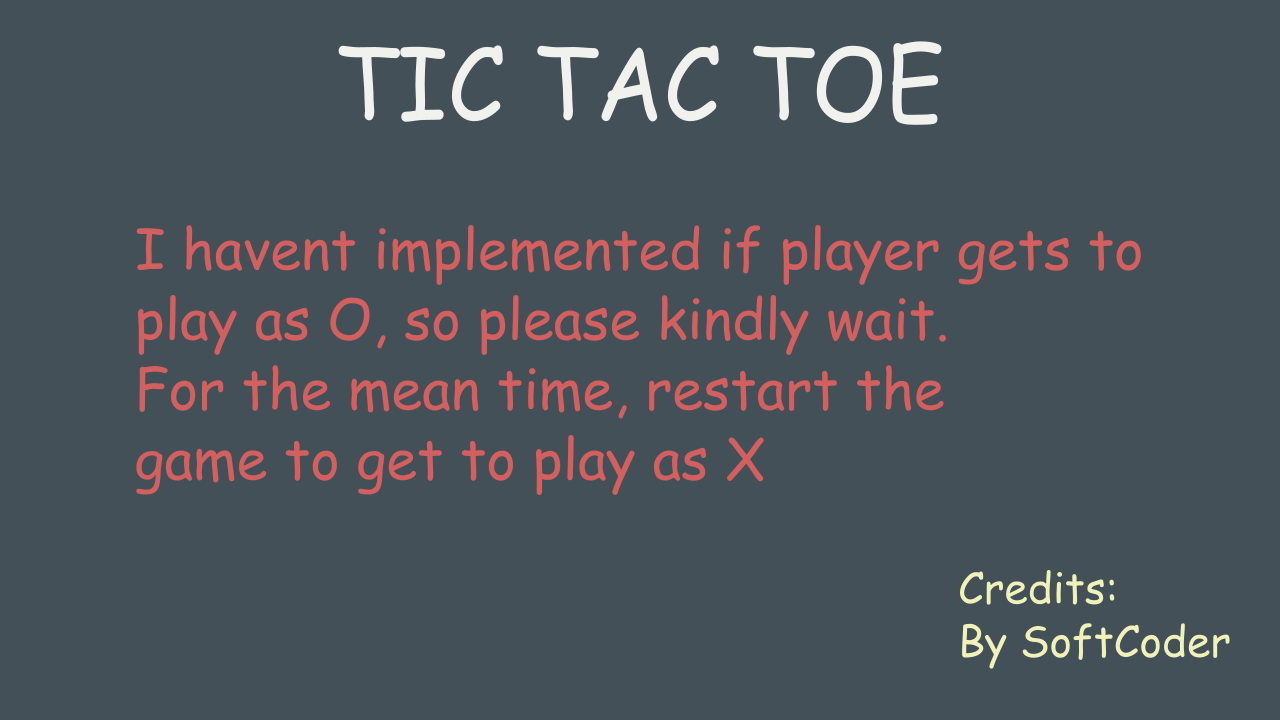 TIC TAC TOE
I havent implemented if player gets to
play as O, so please kindly wait.
For the mean time, restart the
game to get to play as X
Credits:
By SoftCoder